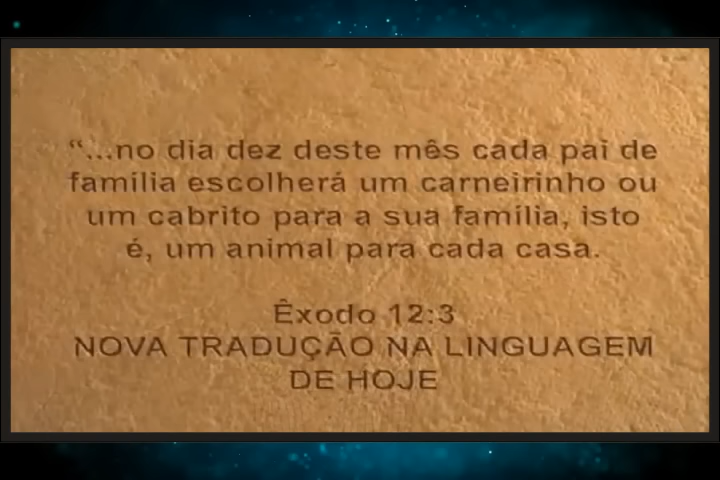 “...no dia dez deste mês cada pai de
família escolherá um carneirinho ou
um cabrito para a sua família, isto
é, um animal para cada casa.
Êxodo 12:3
NOVA TRADUÇÃO NA LINGUAGEM
DE HOJE